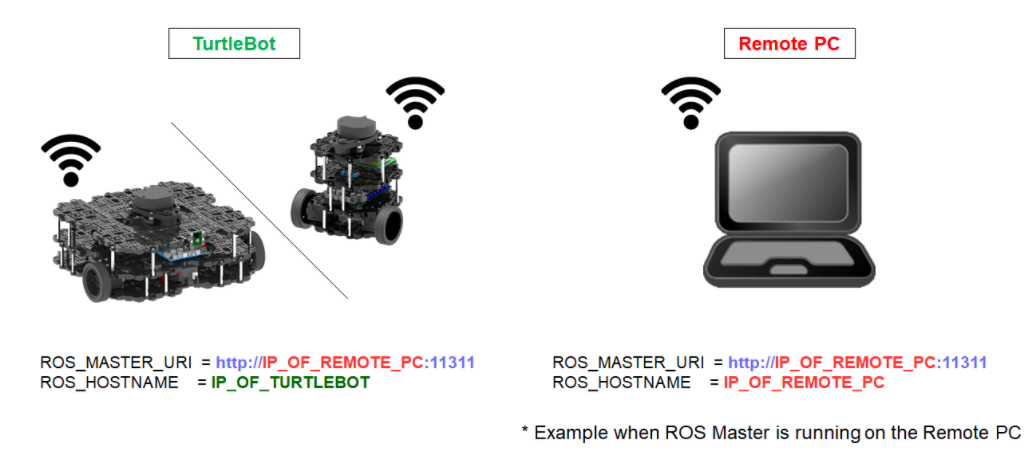 TurtleBot
Remote PC
ROS_MASTER_URI = http://IP_OF_REMOTE_PC:11311
ROS_HOSTNAME = IP_OF_TURTLEBOT
ROS_MASTER_URI = http://IP_OF_REMOTE_PC:11311
ROS_HOSTNAME = IP_OF_REMOTE_PC
* Example when ROS Master is running on the Remote PC